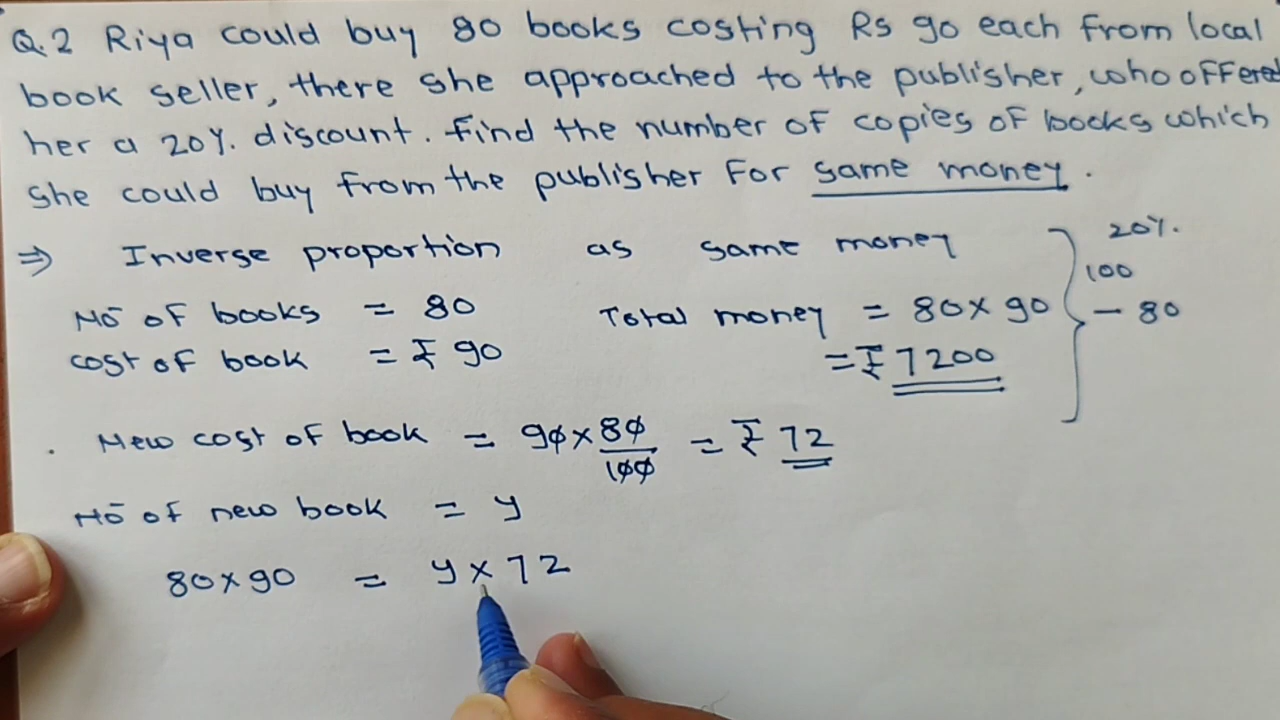 Q.2 Riya could buy 80 books costing Rs 90 each from local
book seller, there she approached to the publisher, who offered
her a 20%. discount. Find the number of copies of books which
she could buy from the publisher for same money.
⇒ Inverse proportion as same money
No of books = 80 Total money = 80 x 90
cost of book = ₹ 90 = ₹ 7200
20%.
100
- 80
New cost of book = 90 x 80/100 = ₹ 72
No of new book = y
80 x 90 = y x 72